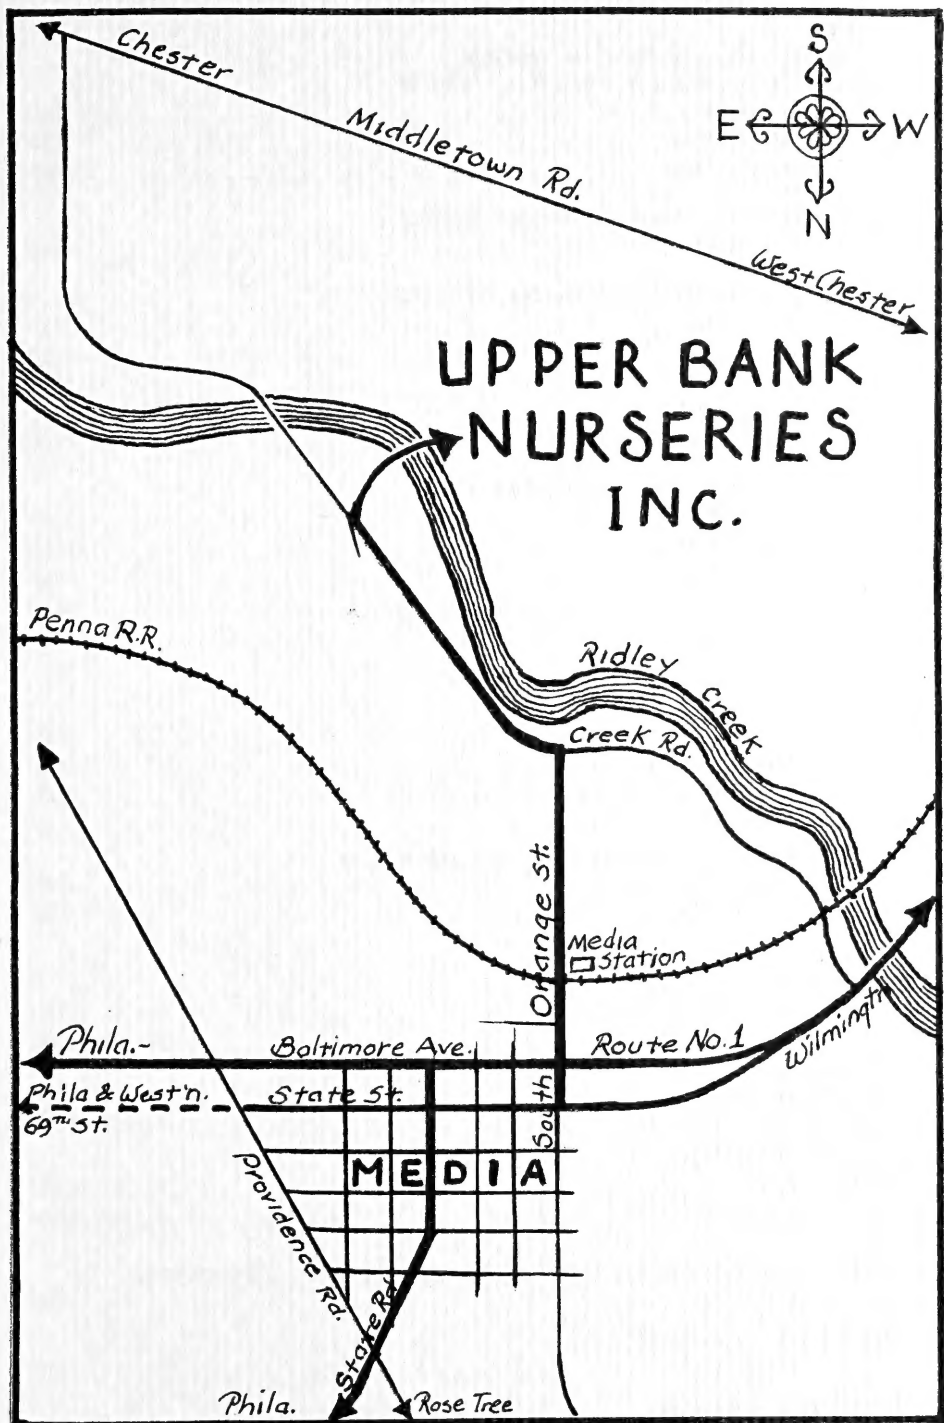 S
E W
N
Chester
Middletown Rd.
West Chester
UPPER BANK
NURSERIES
INC.
Penna R.R.
Ridley
Creek
Creek Rd.
South Orange St.
Media
Station
Phila.-
Baltimore Ave.
Route No. 1
Wilmingt'n
Phila & West'n.
69TH St.
State St.
MEDIA
Providence Rd.
State Rd.
Phila.
Rose Tree